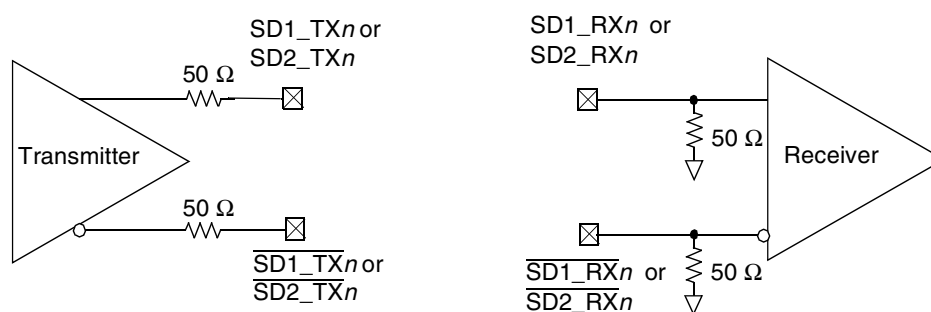 SD1_TXn or
SD2_TXn
50 Ω
Transmitter
50 Ω
SD1_TXn or
SD2_TXn
SD1_RXn or
SD2_RXn
50 Ω
Receiver
SD1_RXn or
SD2_RXn
50 Ω